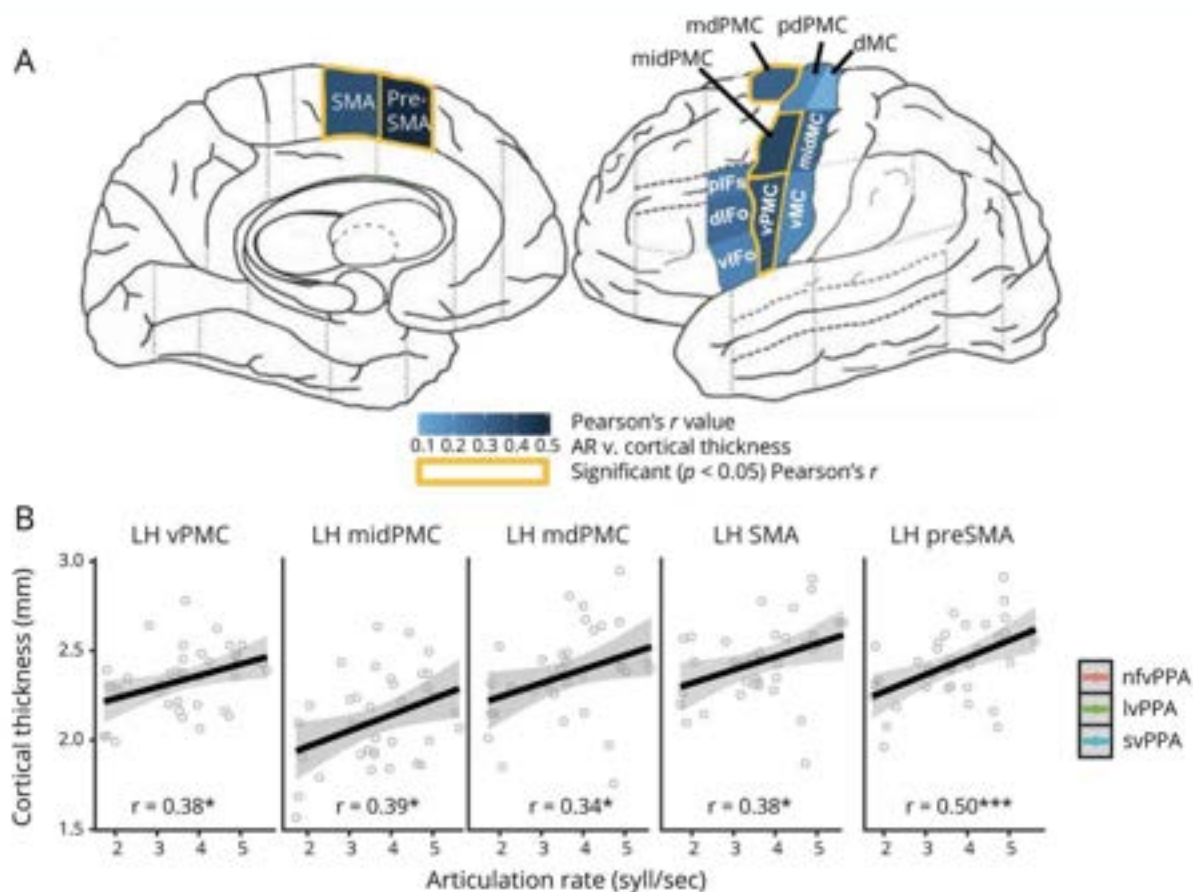 A
mdPMC
pdPMC
dMC
midPMC
SMA
Pre-
SMA
midMC
pIFs
dIFo
vIFo
vPMC
vMC
0.1 0.2 0.3 0.4 0.5
Pearson's r value
AR v. cortical thickness
Significant (p < 0.05) Pearson's r
B
LH vPMC
LH midPMC
LH mdPMC
LH SMA
LH preSMA
Cortical thickness (mm)
3.0
2.5
2.0
1.5
r = 0.38*
r = 0.39*
r = 0.34*
r = 0.38*
r = 0.50***
2 3 4 5
2 3 4 5
2 3 4 5
2 3 4 5
2 3 4 5
Articulation rate (syll/sec)
nfvPPA
lvPPA
svPPA